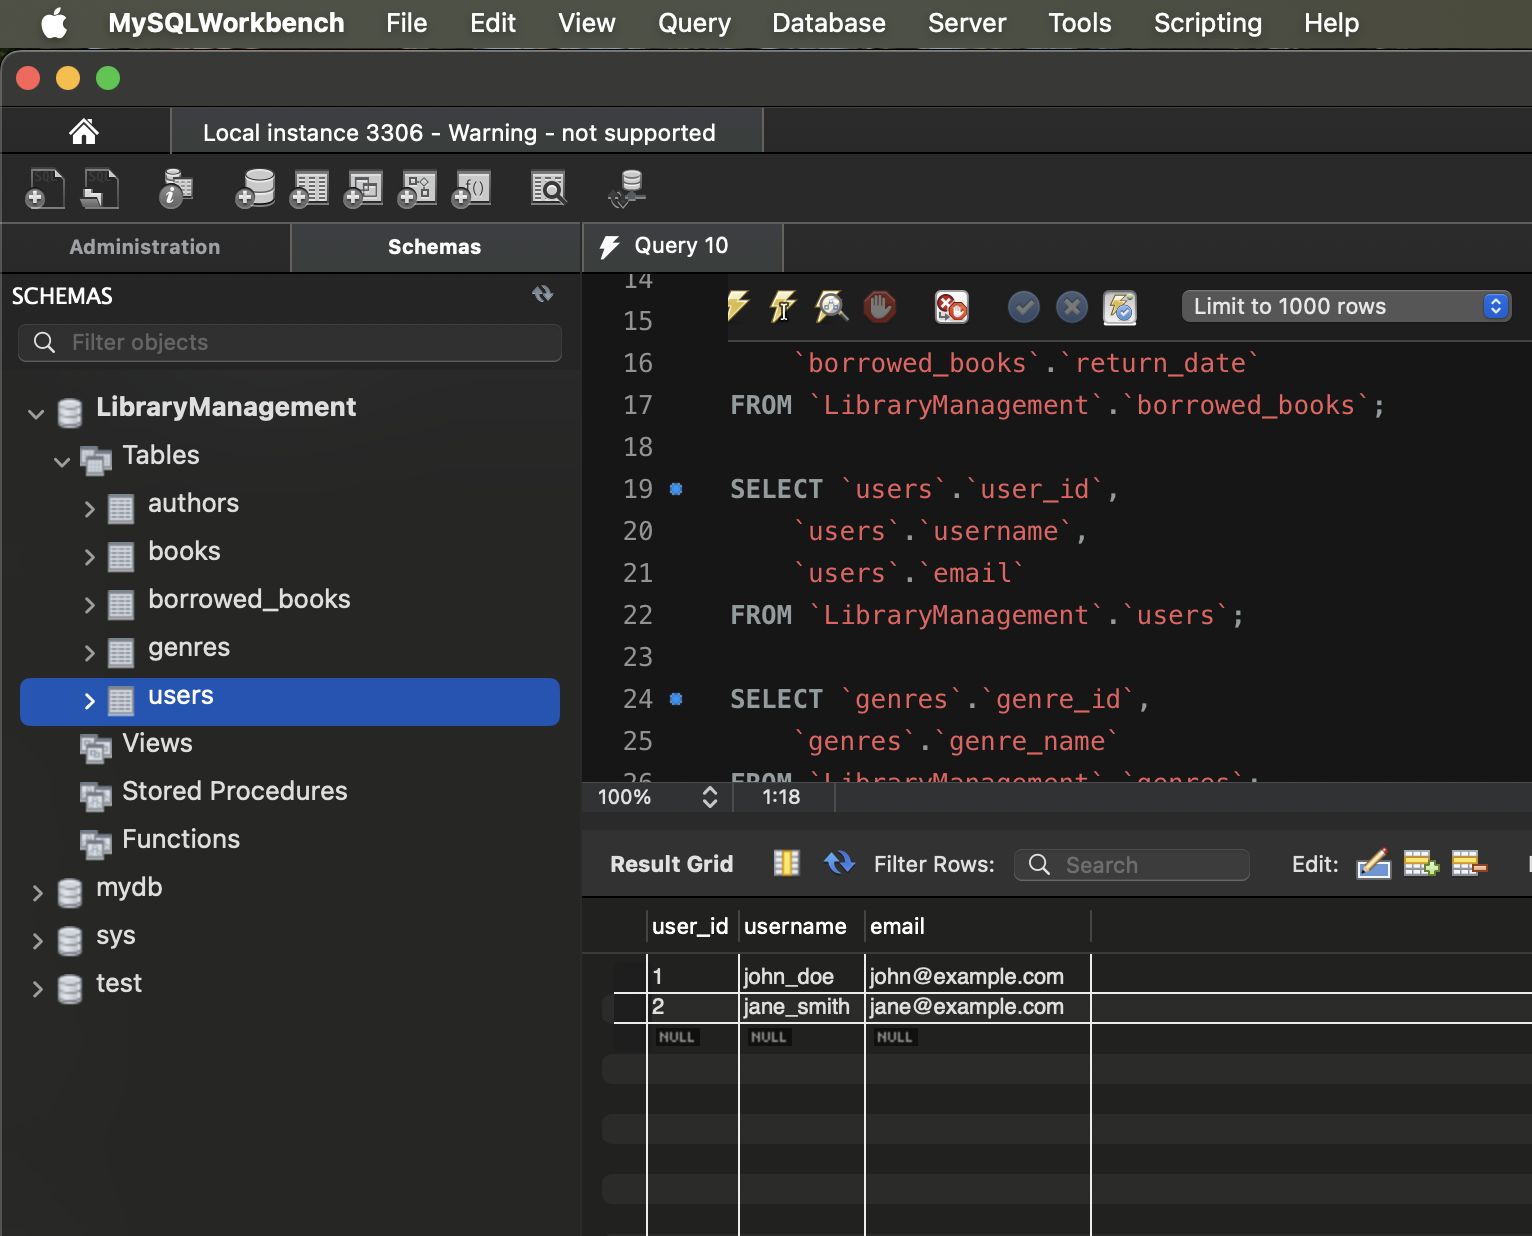 MySQLWorkbench File Edit View Query Database Server Tools Scripting Help
Local instance 3306 - Warning - not supported
Administration Schemas Query 10
SCHEMAS
Filter objects
LibraryManagement
Tables
authors
books
borrowed_books
genres
users
Views
Stored Procedures
Functions
mydb
sys
test
14
Limit to 1000 rows
15
16 `borrowed_books`.`return_date`
17 FROM `LibraryManagement`.`borrowed_books`;
18
19 SELECT `users`.`user_id`,
20 `users`.`username`,
21 `users`.`email`
22 FROM `LibraryManagement`.`users`;
23
24 SELECT `genres`.`genre_id`,
25 `genres`.`genre_name`
26 FROM `LibraryManagement`.`genres`;
100% 1:18
Result Grid Filter Rows: Search Edit:
user_id username email
1 john_doe john@example.com
2 jane_smith jane@example.com
NULL NULL NULL